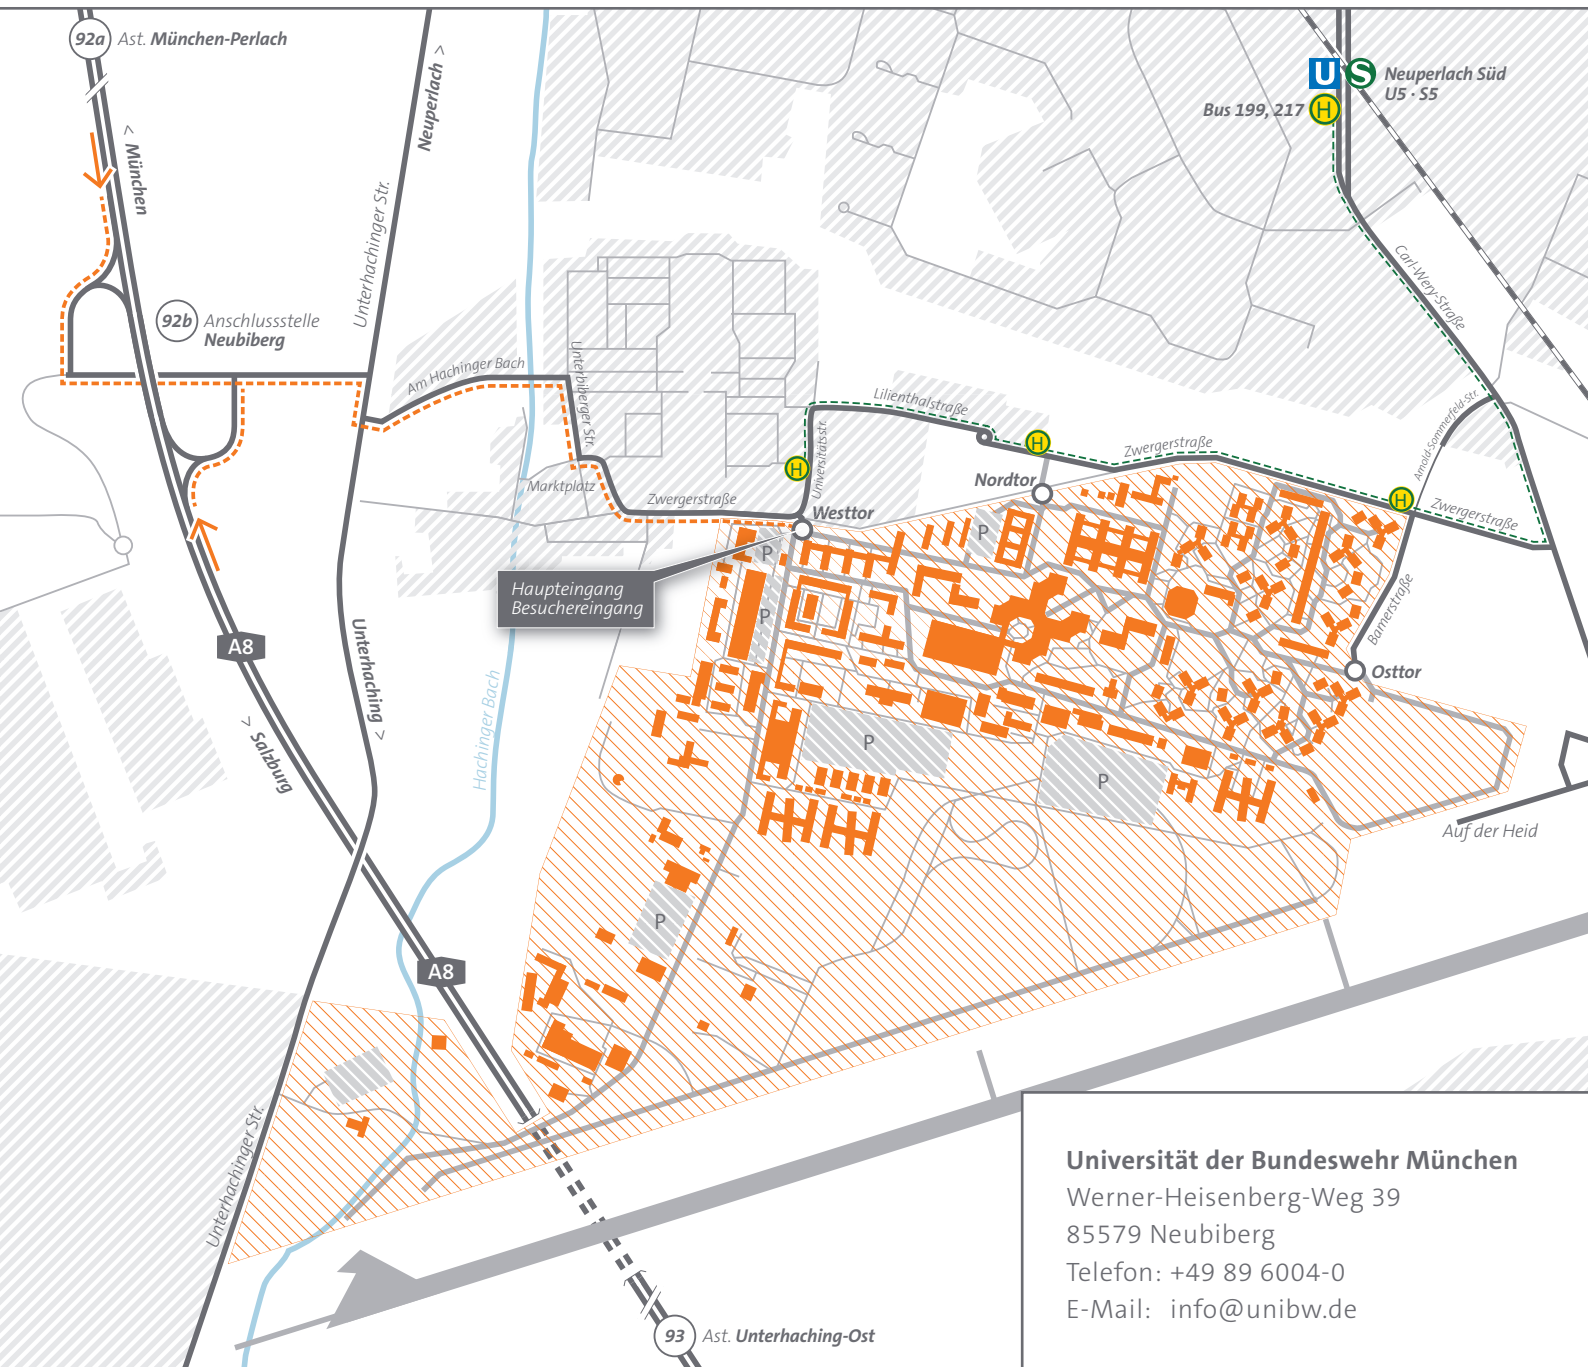 92a Ast. München-Perlach
Neuperlach >
< München
Unterhachinger Str.
92b Anschlussstelle
Neubiberg
U S Neuperlach Süd
U5 · S5
Bus 199, 217 H
Carl-Wery-Straße
Am Hachinger Bach
Unterbiberger Str.
Marktplatz
Zwergerstraße
H
Universitätsstr.
Lilienthalstraße
H
Zwergerstraße
Arnold-Sommerfeld-Str.
H
Zwergerstraße
Nordtor
Westtor
P
P
P
Haupteingang
Besuchereingang
Bamerstraße
Osttor
A8
Unterhaching >
> Salzburg
Hachinger Bach
P
P
Auf der Heid
P
A8
Unterhachinger Str.
93 Ast. Unterhaching-Ost
Universität der Bundeswehr München
Werner-Heisenberg-Weg 39
85579 Neubiberg
Telefon: +49 89 6004-0
E-Mail: info@unibw.de